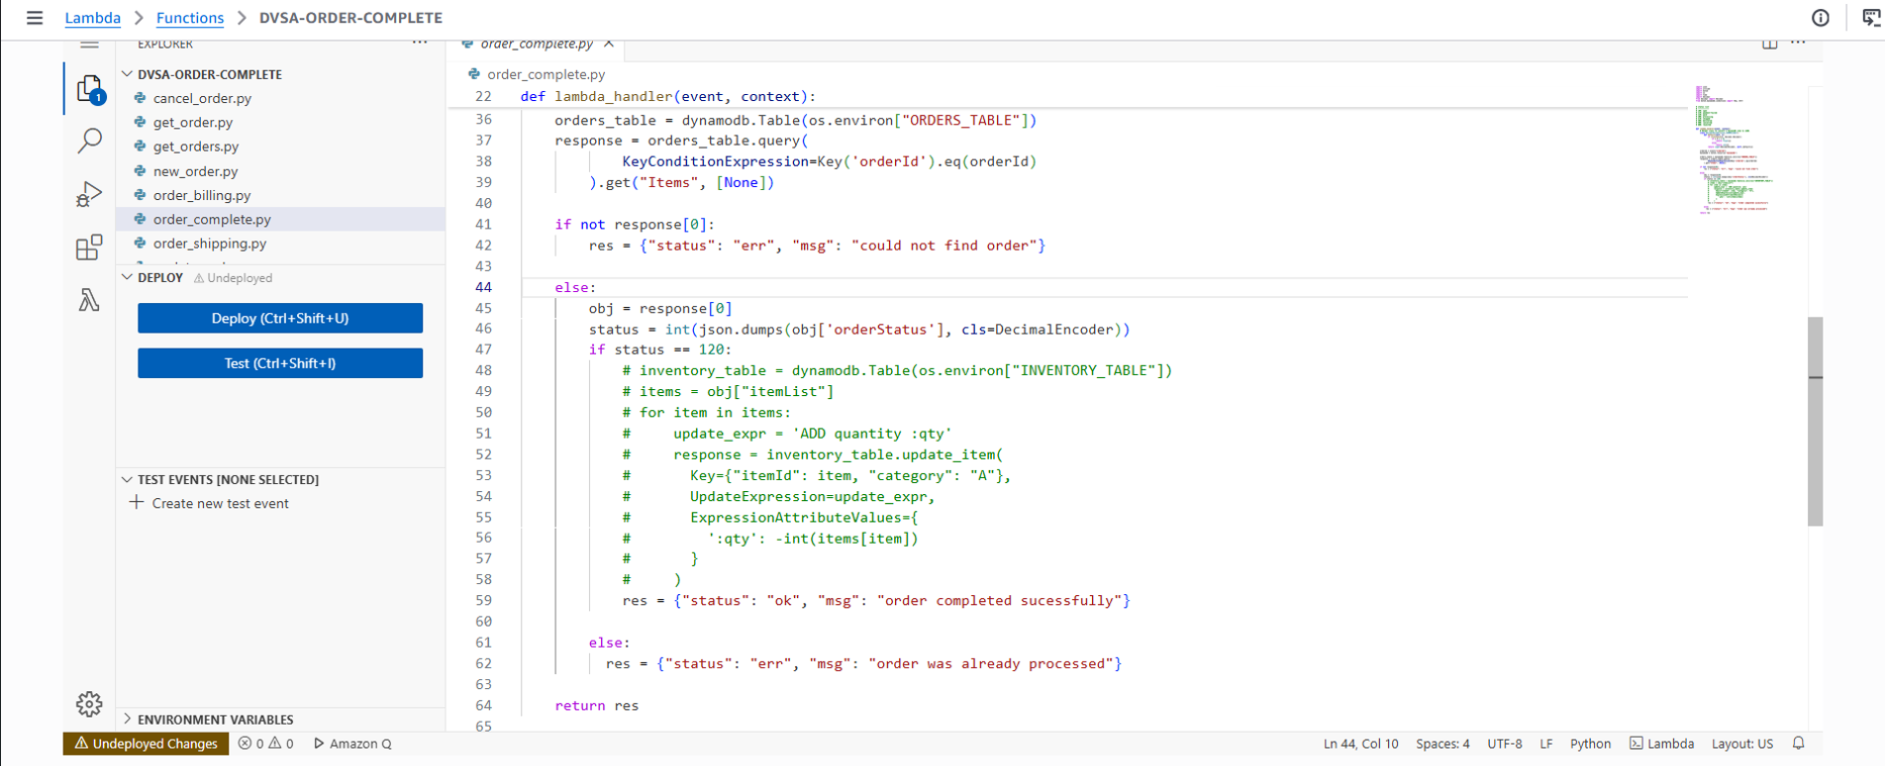 Lambda > Functions > DVSA-ORDER-COMPLETE
EXPLORER
order_complete.py
DVSA-ORDER-COMPLETE
cancel_order.py
get_order.py
get_orders.py
new_order.py
order_billing.py
order_complete.py
order_shipping.py
DEPLOY Undeployed
Deploy (Ctrl+Shift+U)
Test (Ctrl+Shift+I)
TEST EVENTS [NONE SELECTED]
Create new test event
ENVIRONMENT VARIABLES
order_complete.py
22 def lambda_handler(event, context):
36 orders_table = dynamodb.Table(os.environ["ORDERS_TABLE"])
37 response = orders_table.query(
38 KeyConditionExpression=Key('orderId').eq(orderId)
39 ).get("Items", [None])
40
41 if not response[0]:
42 res = {"status": "err", "msg": "could not find order"}
43
44 else:
45 obj = response[0]
46 status = int(json.dumps(obj['orderStatus'], cls=DecimalEncoder))
47 if status == 120:
48 # inventory_table = dynamodb.Table(os.environ["INVENTORY_TABLE"])
49 # items = obj["itemList"]
50 # for item in items:
51 # update_expr = 'ADD quantity :qty'
52 # response = inventory_table.update_item(
53 # Key={"itemId": item, "category": "A"},
54 # UpdateExpression=update_expr,
55 # ExpressionAttributeValues={
56 # ':qty': -int(items[item])
57 # }
58 # )
59 res = {"status": "ok", "msg": "order completed sucessfully"}
60
61 else:
62 res = {"status": "err", "msg": "order was already processed"}
63
64 return res
65
Undeployed Changes 0 0 Amazon Q Ln 44, Col 10 Spaces: 4 UTF-8 LF Python Lambda Layout: US